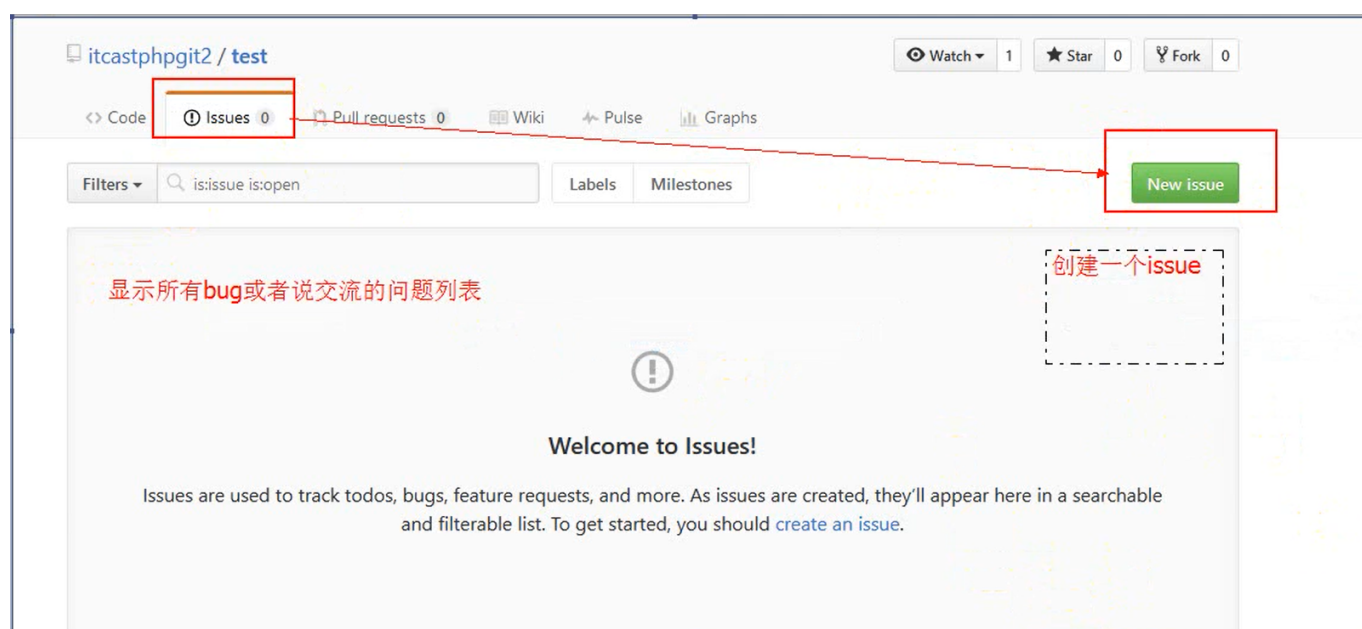 itcastphpgit2 / test
Watch 1 Star 0 Fork 0
Code Issues 0 Pull requests 0 Wiki Pulse Graphs
Filters is:issue is:open Labels Milestones New issue
创建一个issue
显示所有bug或者说交流的问题列表
Welcome to Issues!
Issues are used to track todos, bugs, feature requests, and more. As issues are created, they’ll appear here in a searchable
and filterable list. To get started, you should create an issue.